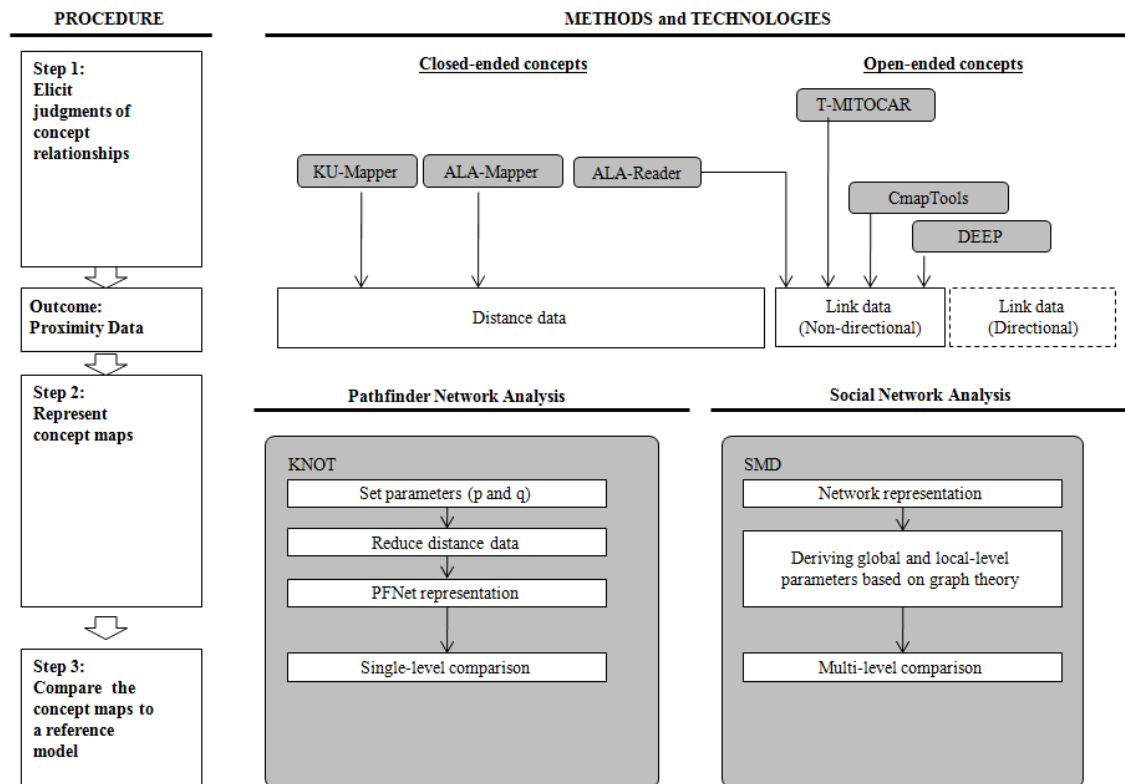 PROCEDURE
METHODS and TECHNOLOGIES
Step 1:
Elicit
judgments of
concept
relationships
Closed-ended concepts
Open-ended concepts
T-MITOCAR
KU-Mapper
ALA-Mapper
ALA-Reader
CmapTools
DEEP
Outcome:
Proximity Data
Distance data
Link data
(Non-directional)
Link data
(Directional)
Step 2:
Represent
concept maps
Pathfinder Network Analysis
Social Network Analysis
KNOT
Set parameters (p and q)
Reduce distance data
PFNet representation
Single-level comparison
SMD
Network representation
Deriving global and local-level
parameters based on graph theory
Multi-level comparison
Step 3:
Compare the
concept maps to
a reference
model